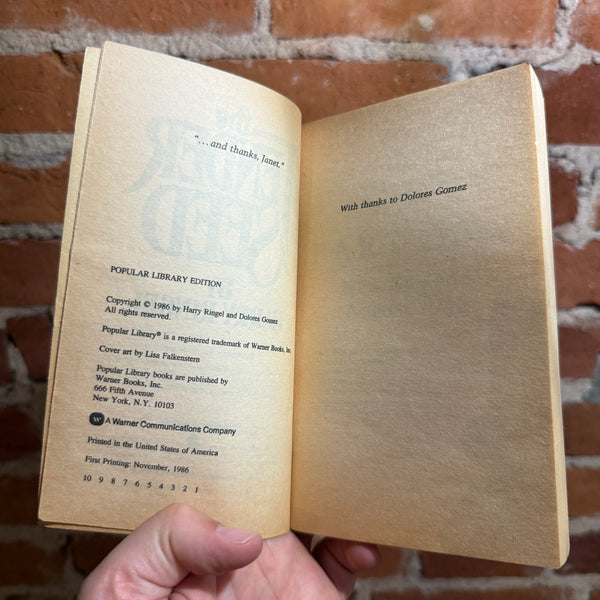 "...and thanks, Janet."
POPULAR LIBRARY EDITION
Copyright © 1986 by Harry Ringel and Dolores Gomez
All rights reserved.
Popular Library® is a registered trademark of Warner Books, Inc.
Cover art by Lisa Falkenstern
Popular Library books are published by
Warner Books, Inc.
666 Fifth Avenue
New York, N.Y. 10103
A Warner Communications Company
Printed in the United States of America
First Printing: November, 1986
10 9 8 7 6 5 4 3 2 1
With thanks to Dolores Gomez